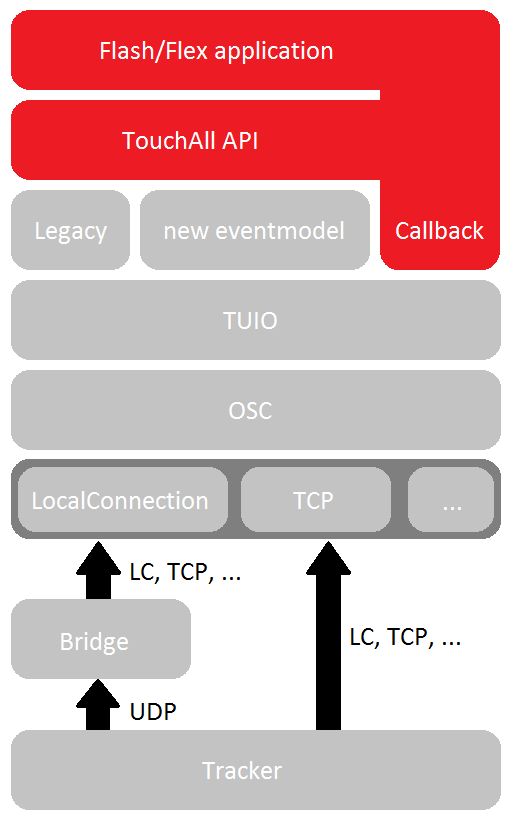 Flash/Flex application
TouchAll API
Legacy
new eventmodel
Callback
TUIO
OSC
LocalConnection
TCP
...
LC, TCP, ...
LC, TCP, ...
Bridge
UDP
Tracker